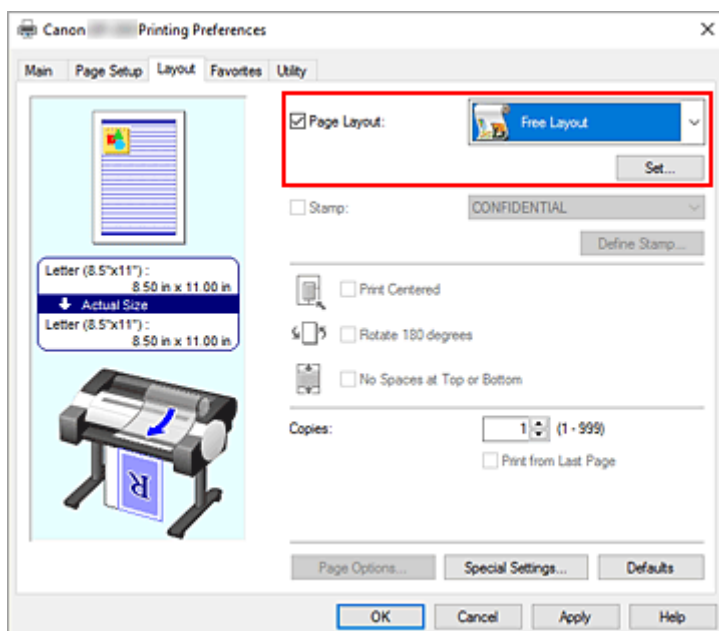 Canon Printing Preferences
Main Page Setup Layout Favorites Utility
Page Layout: Free Layout
Set...
Stamp: CONFIDENTIAL
Define Stamp...
Letter (8.5"x11") :
8.50 in x 11.00 in
Actual Size
Letter (8.5"x11") :
8.50 in x 11.00 in
Print Centered
Rotate 180 degrees
No Spaces at Top or Bottom
Copies: 1 (1 - 999)
Print from Last Page
R
Page Options... Special Settings... Defaults
OK Cancel Apply Help